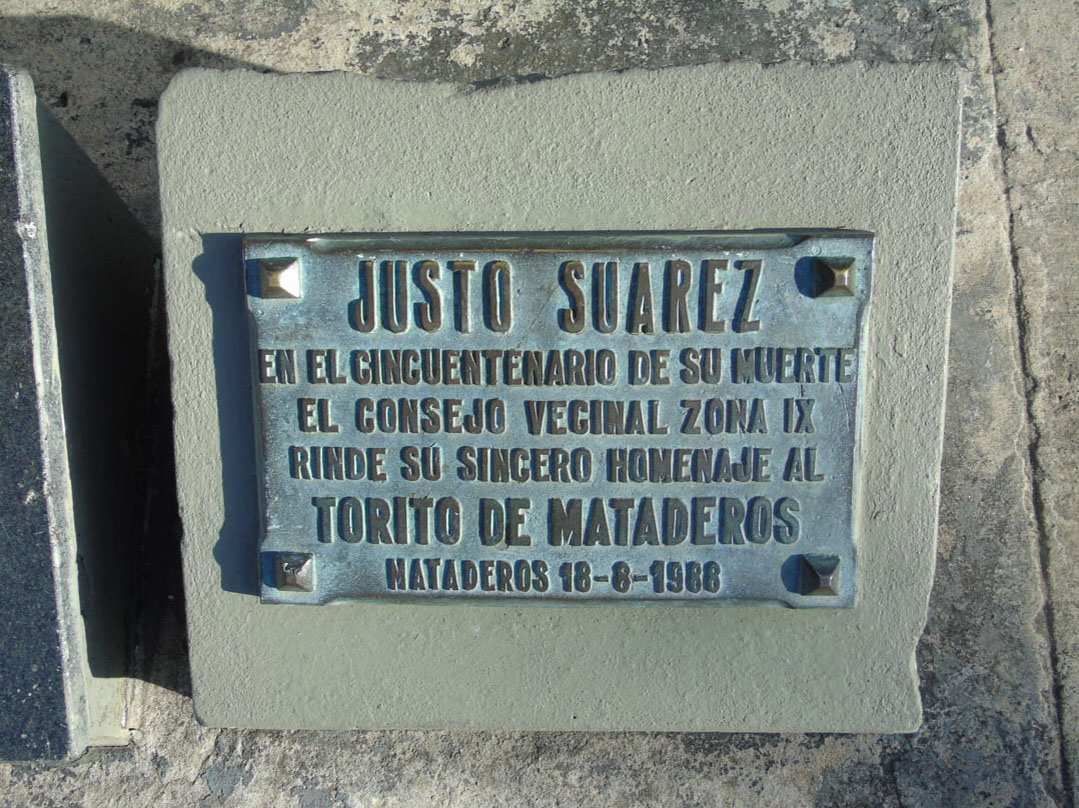 JUSTO SUAREZ
EN EL CINCUENTENARIO DE SU MUERTE
EL CONSEJO VECINAL ZONA IX
RINDE SU SINCERO HOMENAJE AL
TORITO DE MATADEROS
MATADEROS 18-8-1988